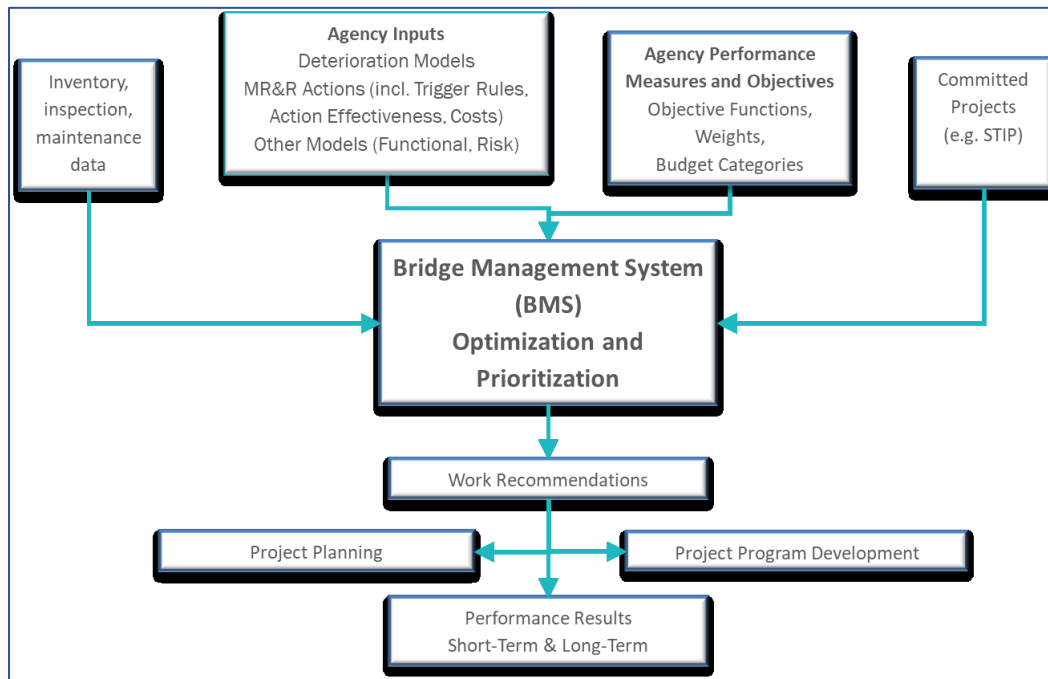 Inventory,
inspection,
maintenance
data
Agency Inputs
Deterioration Models
MR&R Actions (incl. Trigger Rules,
Action Effectiveness, Costs)
Other Models (Functional, Risk)
Agency Performance
Measures and Objectives
Objective Functions,
Weights,
Budget Categories
Committed
Projects
(e.g. STIP)
Bridge Management System
(BMS)
Optimization and
Prioritization
Work Recommendations
Project Planning
Project Program Development
Performance Results
Short-Term & Long-Term